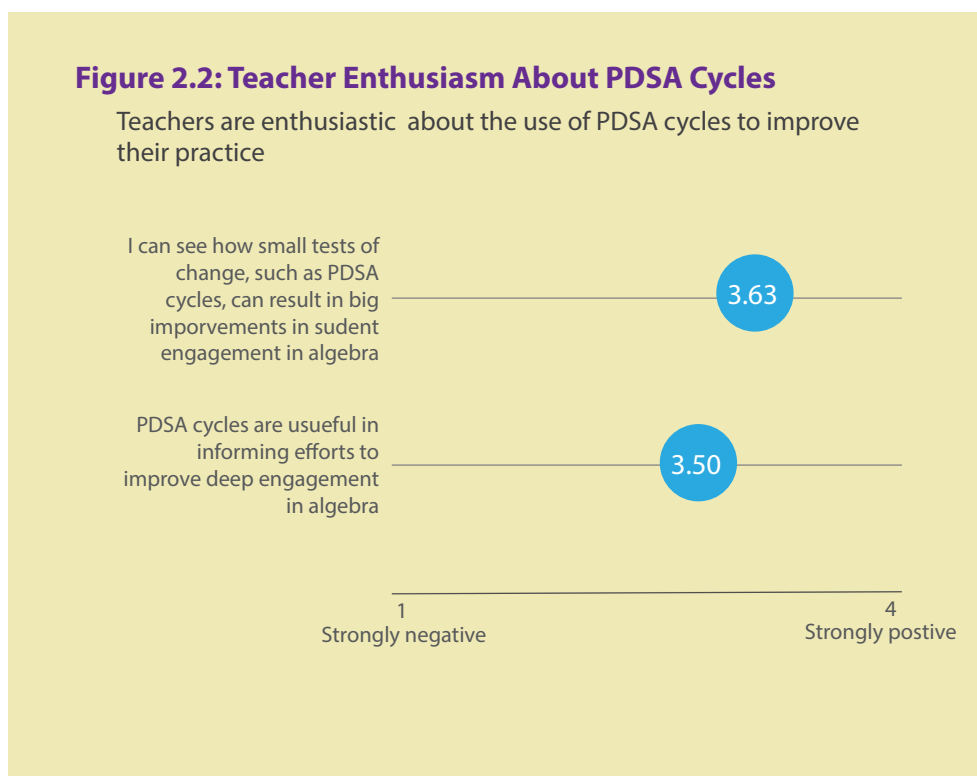 Figure 2.2: Teacher Enthusiasm About PDSA Cycles
Teachers are enthusiastic about the use of PDSA cycles to improve
their practice
I can see how small tests of
change, such as PDSA
cycles, can result in big
imporvements in sudent
engagement in algebra
3.63
PDSA cycles are usueful in
informing efforts to
improve deep engagement
in algebra
3.50
1
Strongly negative
4
Strongly postive